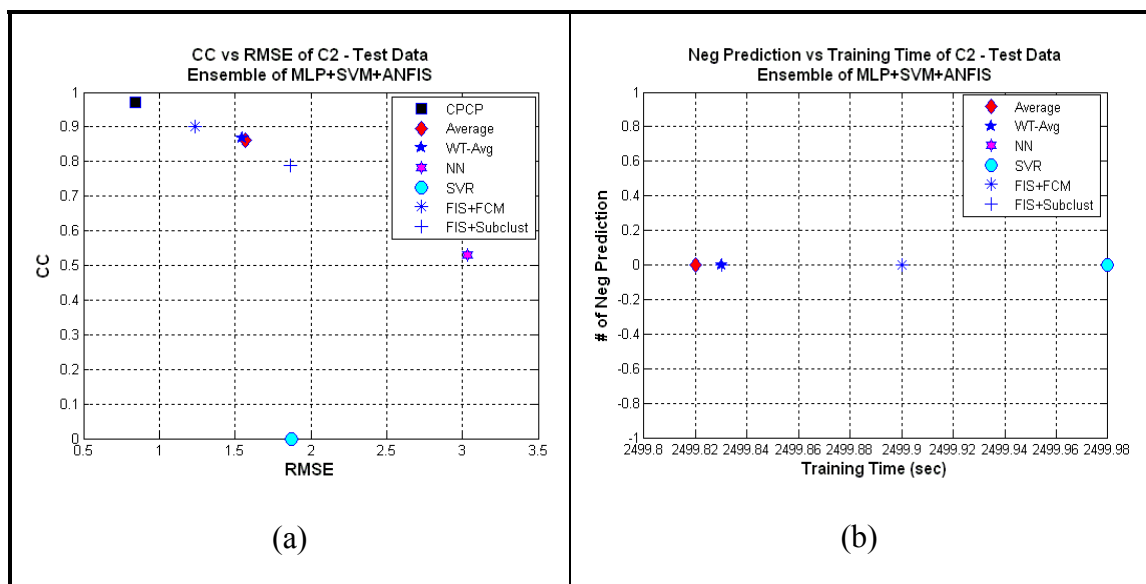 CC vs RMSE of C2 - Test Data
Ensemble of MLP+SVM+ANFIS
1
0.9
0.8
0.7
0.6
0.5
0.4
0.3
0.2
0.1
0
CC
CPCP
Average
WT-Avg
NN
SVR
FIS+FCM
FIS+Subclust
0.5 1 1.5 2 2.5 3 3.5
RMSE
(a)
Neg Prediction vs Training Time of C2 - Test Data
Ensemble of MLP+SVM+ANFIS
1
0.8
0.6
0.4
0.2
0
-0.2
-0.4
-0.6
-0.8
-1
# of Neg Prediction
Average
WT-Avg
NN
SVR
FIS+FCM
FIS+Subclust
2499.8 2499.82 2499.84 2499.86 2499.88 2499.9 2499.92 2499.94 2499.96 2499.98
Training Time (sec)
(b)